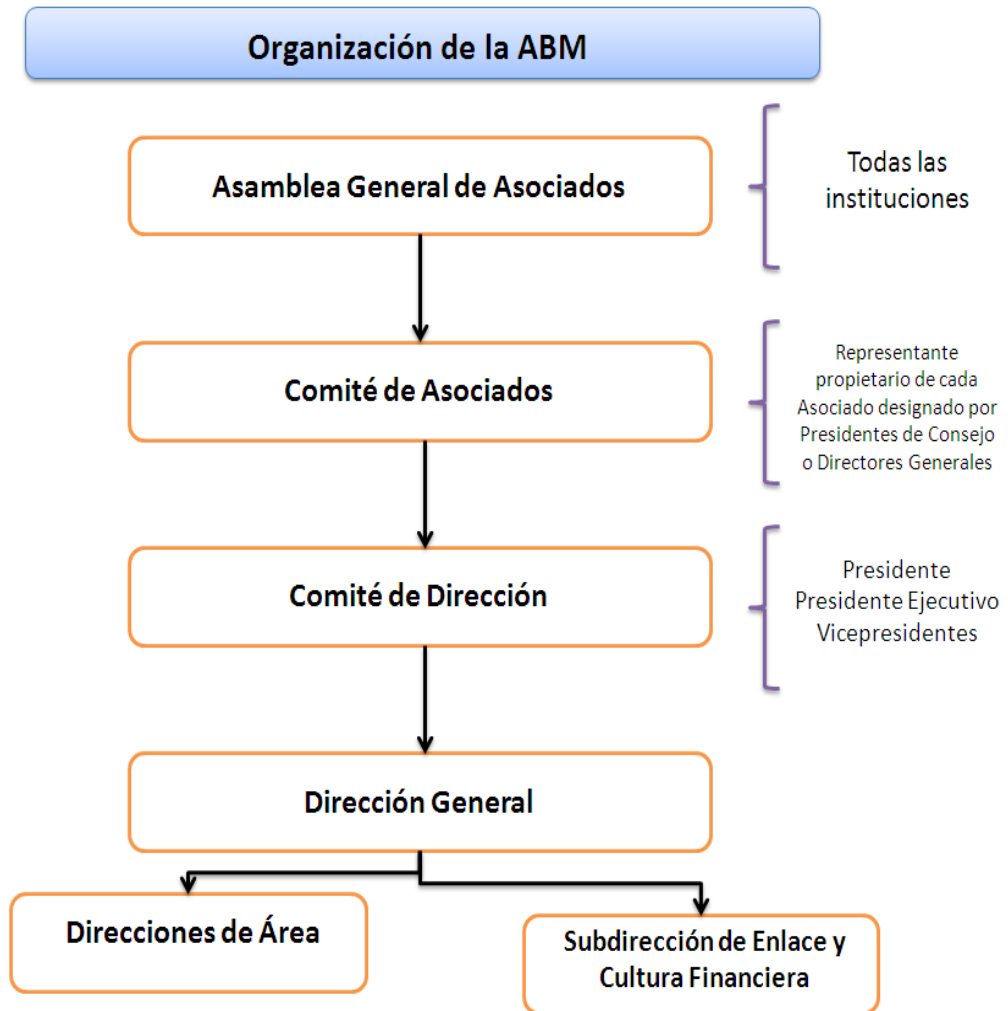 Organización de la ABM
Asamblea General de Asociados
Todas las
instituciones
Comité de Asociados
Representante
propietario de cada
Asociado designado por
Presidentes de Consejo
o Directores Generales
Comité de Dirección
Presidente
Presidente Ejecutivo
Vicepresidentes
Dirección General
Direcciones de Área
Subdirección de Enlace y
Cultura Financiera